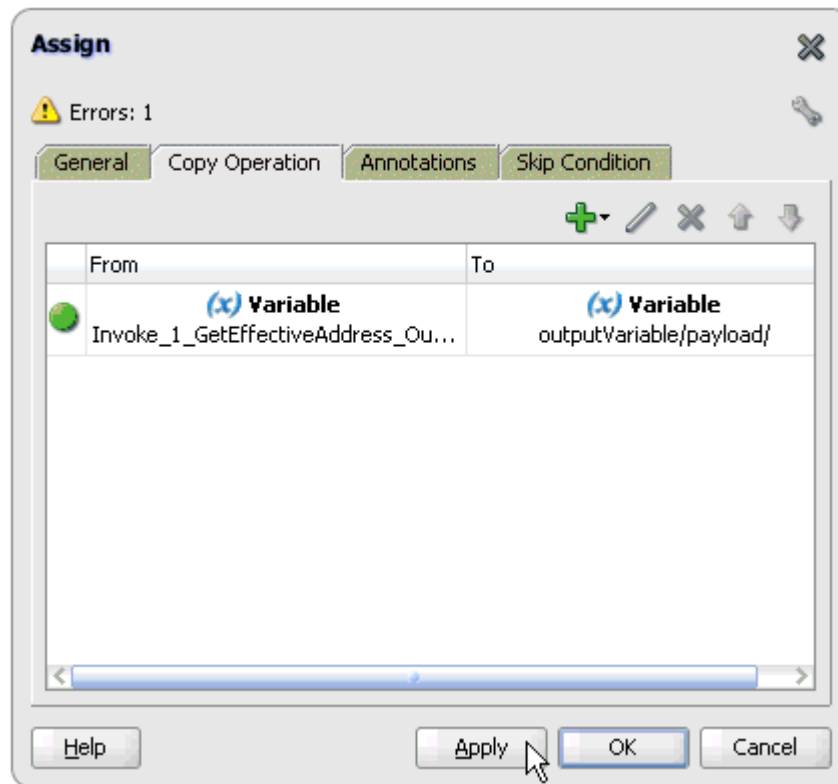 Assign
Errors: 1
General Copy Operation Annotations Skip Condition
From To
(x) Variable (x) Variable
Invoke_1_GetEffectiveAddress_Ou... outputVariable/payload/
Help Apply OK Cancel